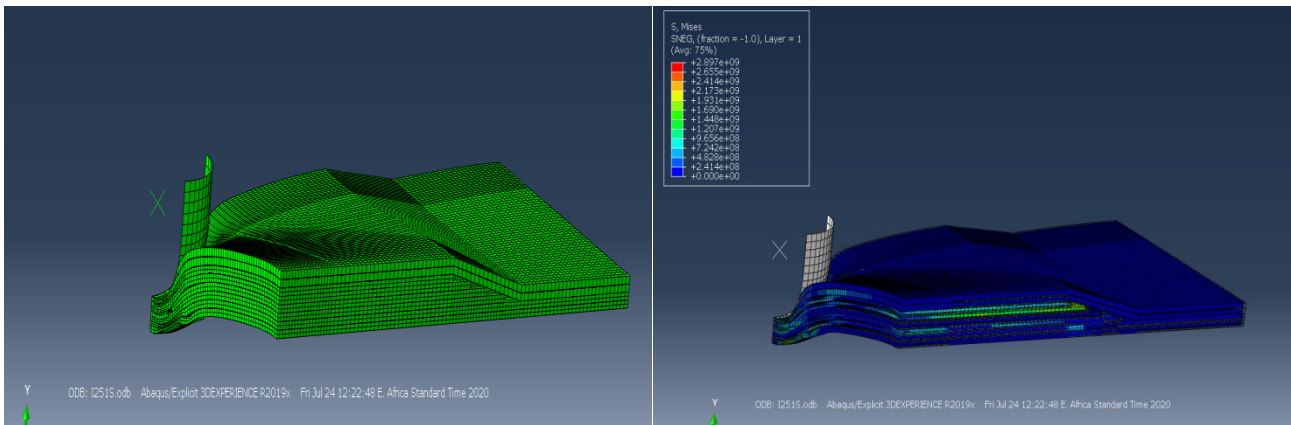 Y
ODB: I251S.odb Abaqus/Explicit 3DEXPERIENCE R2019x Fri Jul 24 12:22:48 E. Africa Standard Time 2020
S, Mises
SNEG, (fraction = -1.0), Layer = 1
(Avg: 75%)
+2.897e+09
+2.655e+09
+2.414e+09
+2.173e+09
+1.931e+09
+1.690e+09
+1.448e+09
+1.207e+09
+9.656e+08
+7.242e+08
+4.828e+08
+2.414e+08
+0.000e+00
Y
ODB: I251S.odb Abaqus/Explicit 3DEXPERIENCE R2019x Fri Jul 24 12:22:48 E. Africa Standard Time 2020